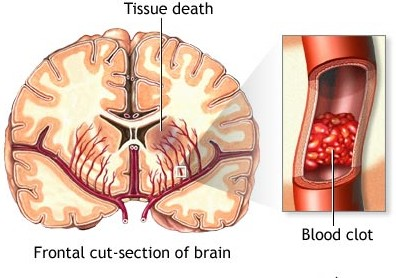 Tissue death
Blood clot
Frontal cut-section of brain